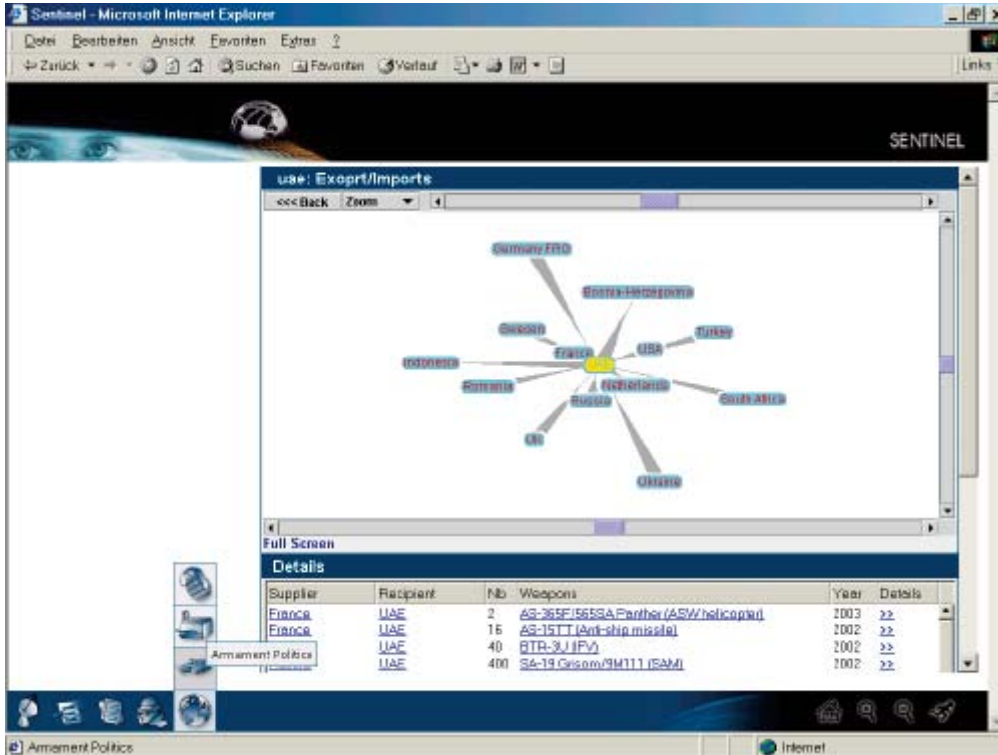 Sentinel - Microsoft Internet Explorer
Datei Bearbeiten Ansicht Favoriten Extras ?
Zurück Suchen Favoriten Verlauf Links
SENTINEL
uae: Exoprt/Imports
<<< Back Zoom
Germany FRG
Bosnia-Herzegovina
Sweden
Turkey
France
USA
Indonesia
Romania
Netherlands
Russia
South Africa
UK
Ukraine
Full Screen
Details
Supplier Recipient Nb Weapons Year Details
France UAE 2 AS-365F/565SA Panther (ASW helicopter) 2003 >>
France UAE 16 AS-15TT (Anti-ship missile) 2002 >>
UAE 40 BTR-3U (IFV) 2002 >>
UAE 400 SA-19 Grisom/9M111 (SAM) 2002 >>
Armament Politics
Armament Politics
Internet